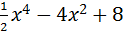 ½x⁴ − 4x² + 8